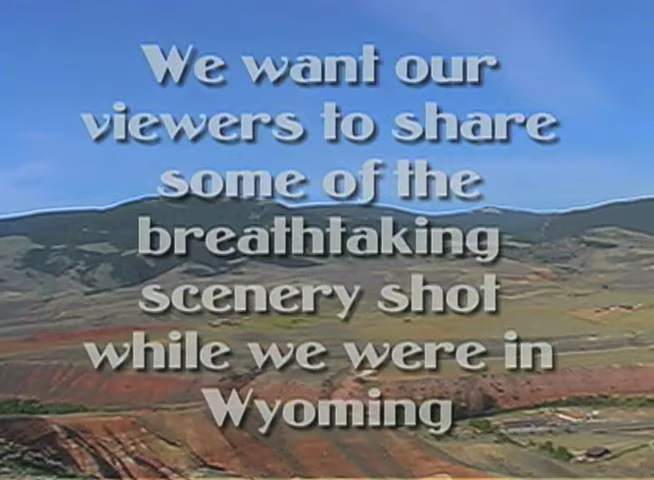 We want our
viewers to share
some of the
breathtaking
scenery shot
while we were in
Wyoming